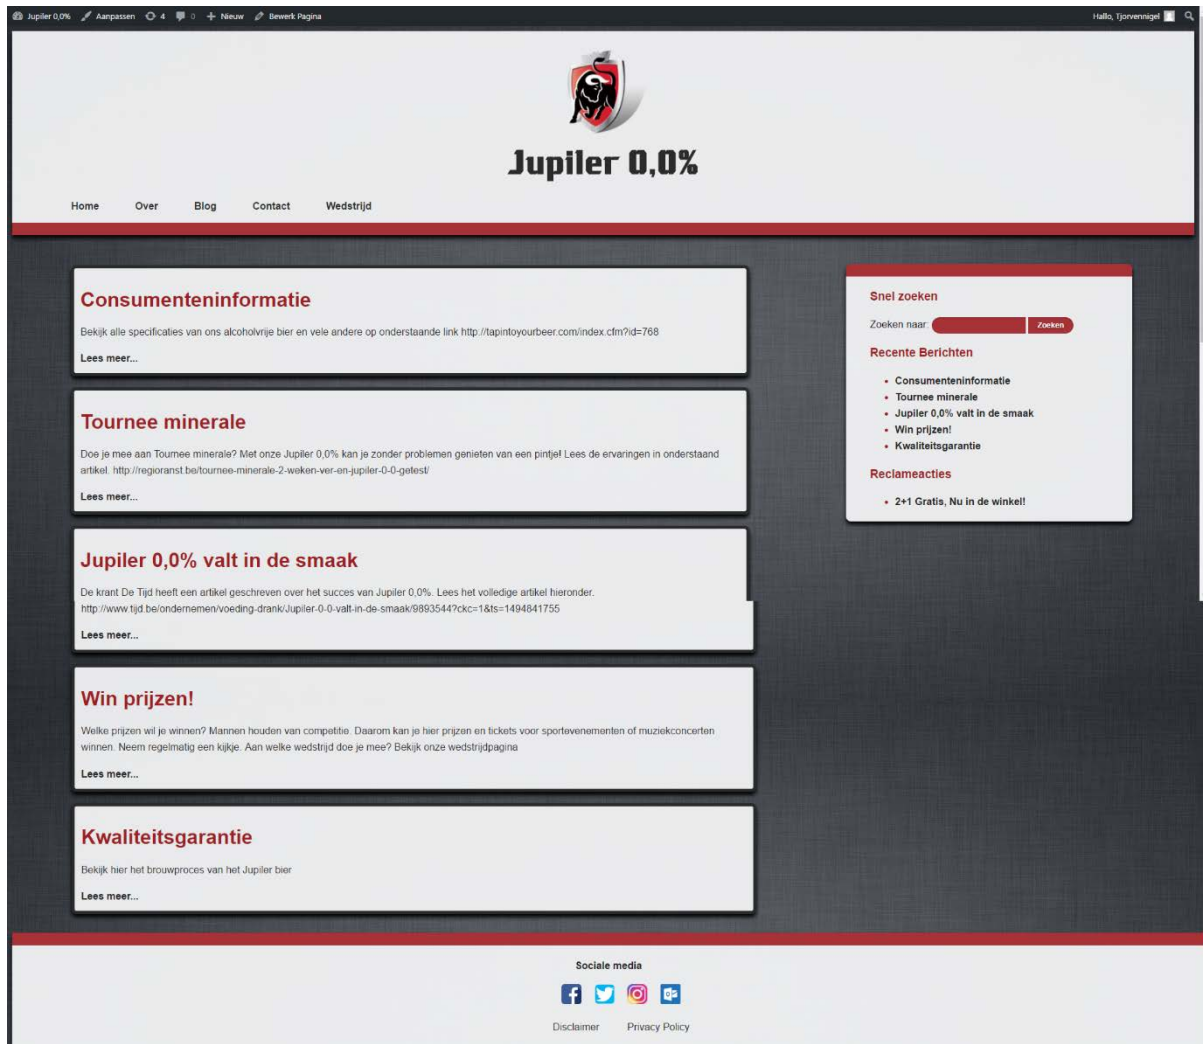 Jupiler 0,0% Aanpassen 4 0 Nieuw Bewerk Pagina Hallo, Tjorvennigel
Jupiler 0,0%
Home Over Blog Contact Wedstrijd
Consumenteninformatie
Bekijk alle specificaties van ons alcoholvrije bier en vele andere op onderstaande link http://tapintoyourbeer.com/index.cfm?id=768
Lees meer...
Tournee minerale
Doe je mee aan Tournee minerale? Met onze Jupiler 0,0% kan je zonder problemen genieten van een pintje! Lees de ervaringen in onderstaand
artikel. http://regioranst.be/tournee-minerale-2-weken-ver-en-jupiler-0-0-getest/
Lees meer...
Jupiler 0,0% valt in de smaak
De krant De Tijd heeft een artikel geschreven over het succes van Jupiler 0,0%. Lees het volledige artikel hieronder.
http://www.tijd.be/ondernemen/voeding-drank/Jupiler-0-0-valt-in-de-smaak/9893544?ckc=1&ts=1494841755
Lees meer...
Win prijzen!
Welke prijzen wil je winnen? Mannen houden van competitie. Daarom kan je hier prijzen en tickets voor sportevenementen of muziekconcerten
winnen. Neem regelmatig een kijkje. Aan welke wedstrijd doe je mee? Bekijk onze wedstrijdpagina
Lees meer...
Kwaliteitsgarantie
Bekijk hier het brouwproces van het Jupiler bier
Lees meer...
Snel zoeken
Zoeken naar: Zoeken
Recente Berichten
Consumenteninformatie
Tournee minerale
Jupiler 0,0% valt in de smaak
Win prijzen!
Kwaliteitsgarantie
Reclameacties
2+1 Gratis, Nu in de winkel!
Sociale media
Disclaimer Privacy Policy